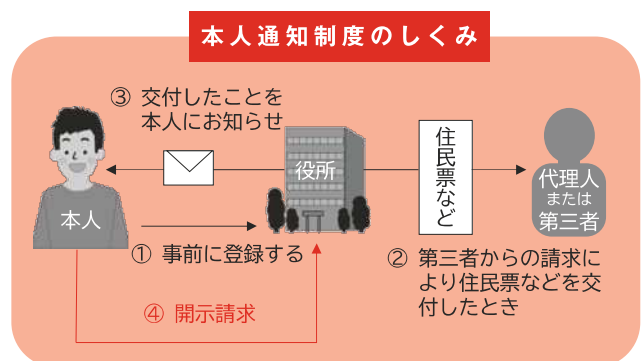 本人通知制度のしくみ
③ 交付したことを
本人にお知らせ
本人
役所
住民票など
代理人
または
第三者
① 事前に登録する
② 第三者からの請求に
より住民票などを交
付したとき
④ 開示請求